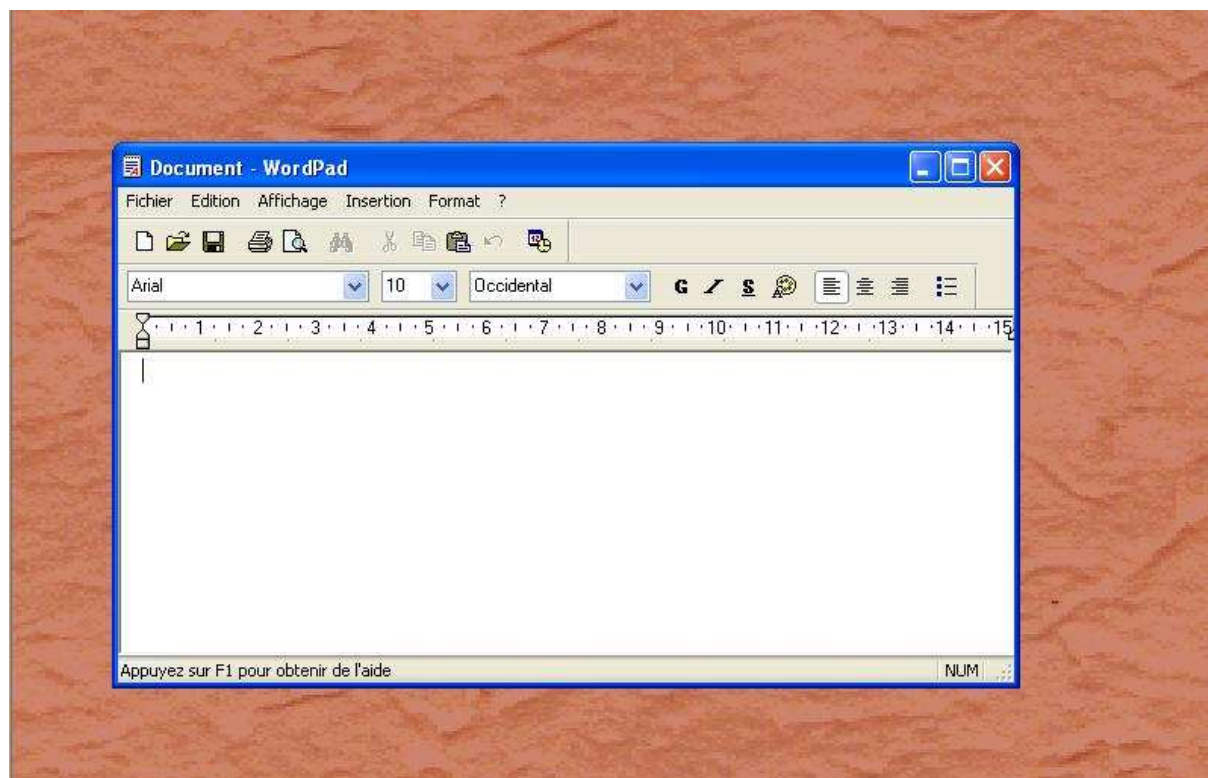 Document - WordPad
Fichier Edition Affichage Insertion Format ?
Arial 10 Occidental G I S
1 2 3 4 5 6 7 8 9 10 11 12 13 14 15
Appuyez sur F1 pour obtenir de l'aide NUM